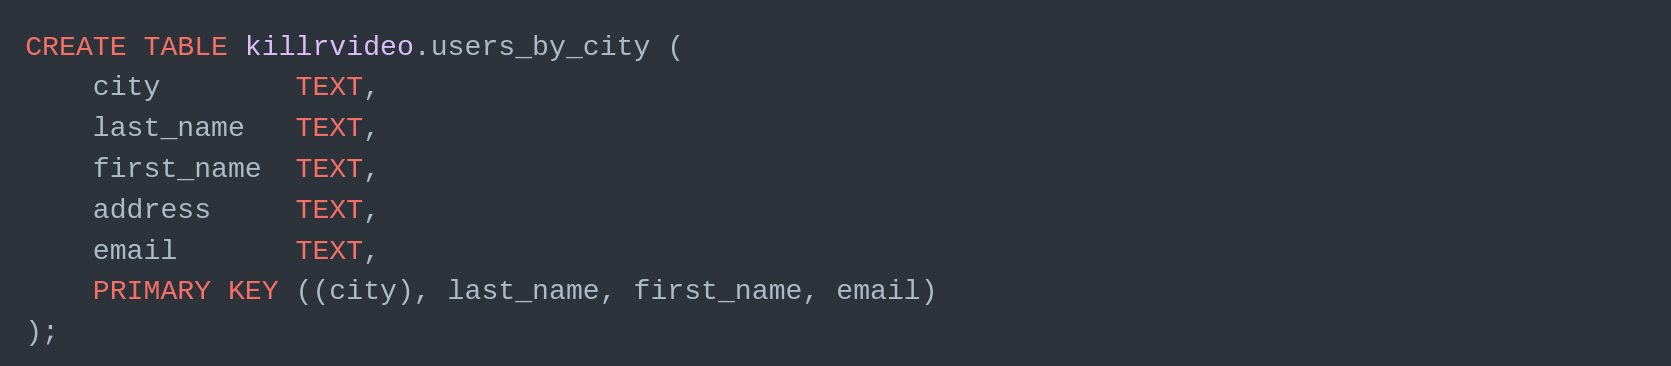 CREATE TABLE killrvideo.users_by_city (
    city        TEXT,
    last_name   TEXT,
    first_name  TEXT,
    address     TEXT,
    email       TEXT,
    PRIMARY KEY ((city), last_name, first_name, email)
);